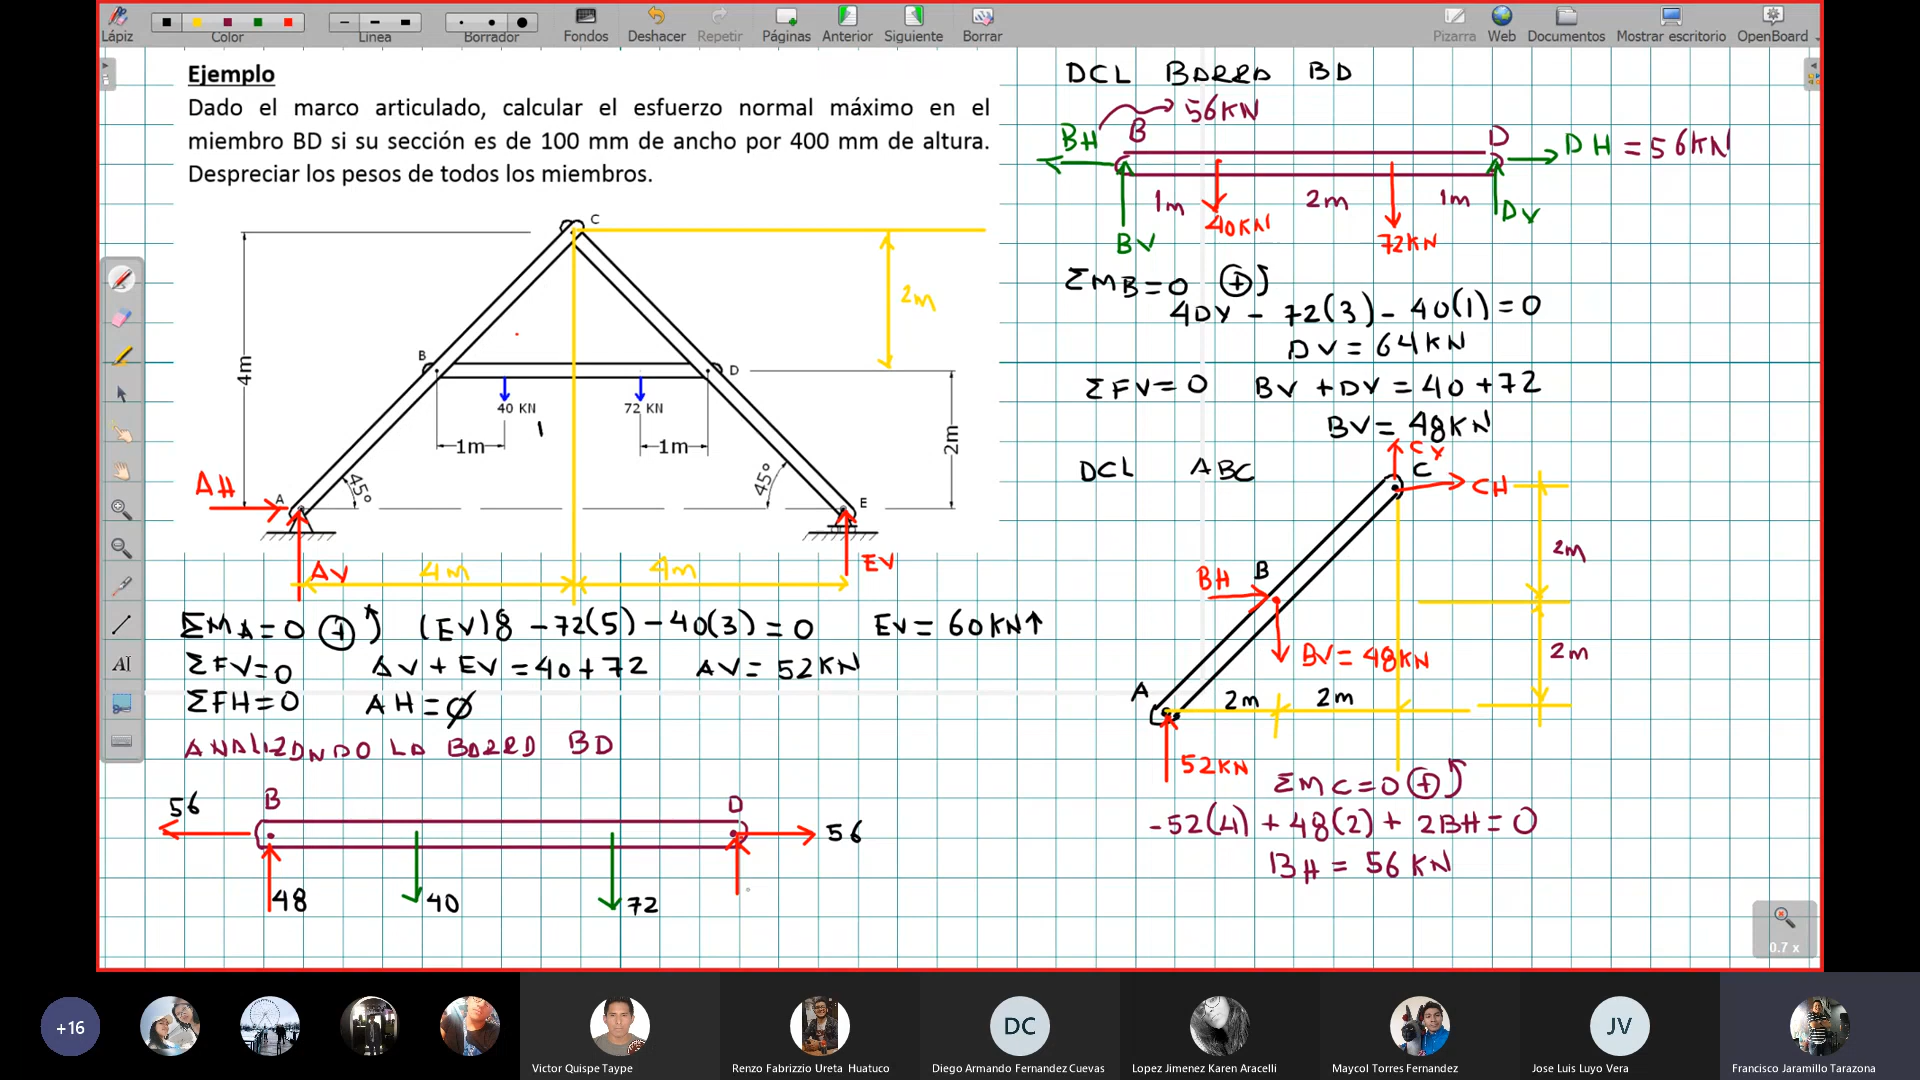 Lápiz Color Línea Borrador Fondos Deshacer Repetir Páginas Anterior Siguiente Borrar Pizarra Web Documentos Mostrar escritorio OpenBoard
Ejemplo
Dado el marco articulado, calcular el esfuerzo normal máximo en el
miembro BD si su sección es de 100 mm de ancho por 400 mm de altura.
Despreciar los pesos de todos los miembros.
C
4m
2m
B
D
40 KN
72 KN
1m
1m
2m
45°
45°
AH
A
E
AV
4m
4m
EV
ΣMA=0 (+) (EV)8 -72(5) -40(3) = 0 EV= 60KN↑
ΣFV=0 AV + EV =40+72 AV= 52KN
ΣFH=0 AH=Ø
ANALIZANDO LA BARRA BD
56
B
D
56
48
40
72
DCL BARRA BD
56KN
BH
B
D
DH = 56KN
1m
2m
1m
40KN
72KN
DV
BV
ΣMB=0 (+)
4DV - 72(3) - 40(1) = 0
DV = 64KN
ΣFV= 0 BV +DV = 40 +72
BV= 48KN
DCL ABC
CY
C
CH
2m
BH
B
BV= 48KN
2m
A
2m
2m
52KN
ΣMC=0 (+)
-52(4) + 48(2) + 2BH = 0
BH = 56 KN
AI
0.7 x
+16
DC
JV
Victor Quispe Taype
Renzo Fabrizzio Ureta Huatuco
Diego Armando Fernandez Cuevas
Lopez Jimenez Karen Aracelli
Maycol Torres Fernandez
Jose Luis Luyo Vera
Francisco Jaramillo Tarazona